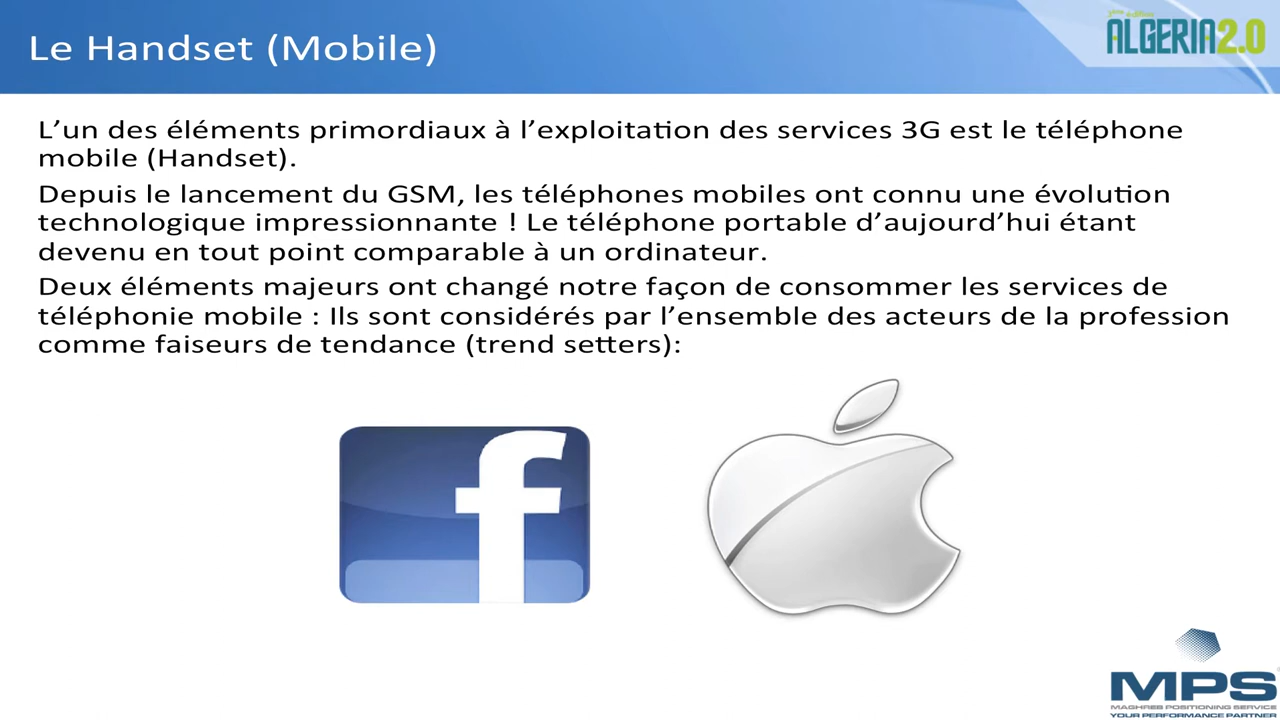 Le Handset (Mobile)
ALGERIA2.0
L’un des éléments primordiaux à l’exploitation des services 3G est le téléphone
mobile (Handset).
Depuis le lancement du GSM, les téléphones mobiles ont connu une évolution
technologique impressionnante ! Le téléphone portable d’aujourd’hui étant
devenu en tout point comparable à un ordinateur.
Deux éléments majeurs ont changé notre façon de consommer les services de
téléphonie mobile : Ils sont considérés par l’ensemble des acteurs de la profession
comme faiseurs de tendance (trend setters):
f
MPS
MAGHREB POSITIONING SERVICE
YOUR PERFORMANCE PARTNER